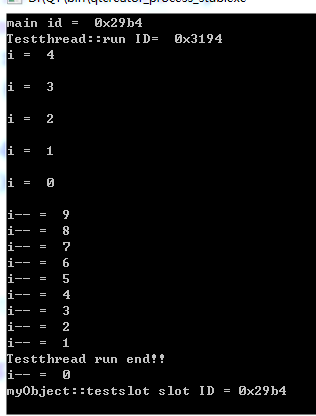 main id =  0x29b4
Testthread::run ID=  0x3194
i =  4
i =  3
i =  2
i =  1
i =  0
i-- =  9
i-- =  8
i-- =  7
i-- =  6
i-- =  5
i-- =  4
i-- =  3
i-- =  2
i-- =  1
Testthread run end!!
i-- =  0
myObject::testslot slot ID = 0x29b4